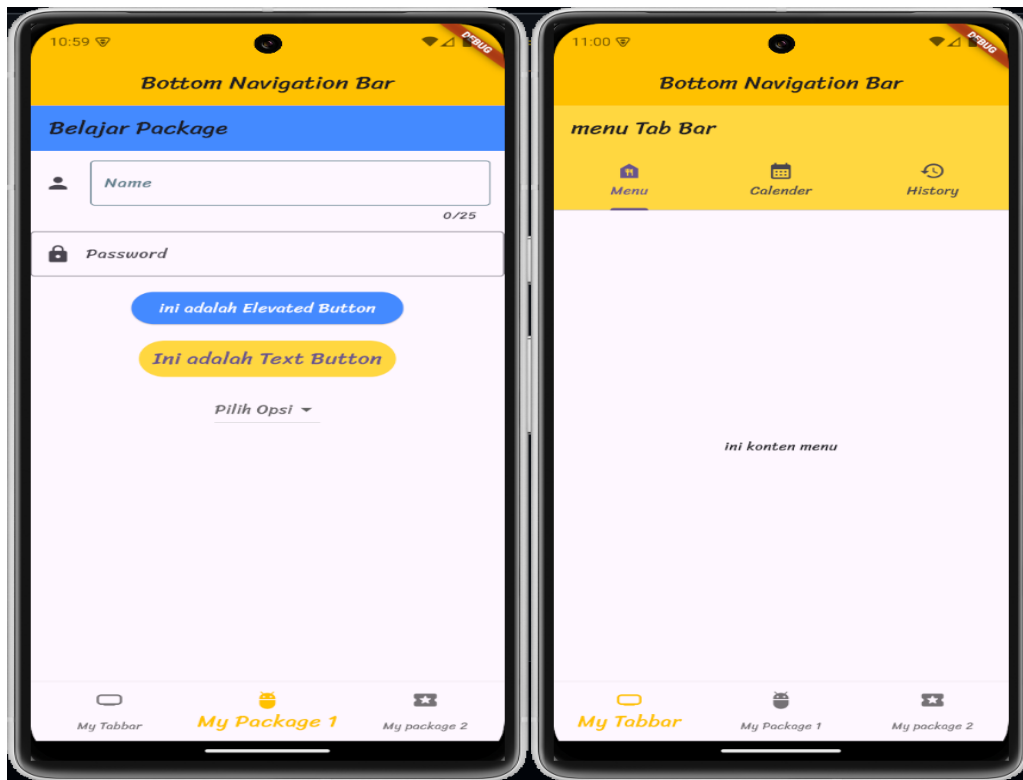 10:59
DEBUG
Bottom Navigation Bar
Belajar Package
Name
0/25
Password
ini adalah Elevated Button
Ini adalah Text Button
Pilih Opsi
My Tabbar
My Package 1
My package 2
11:00
DEBUG
Bottom Navigation Bar
menu Tab Bar
Menu
Calender
History
ini konten menu
My Tabbar
My Package 1
My package 2